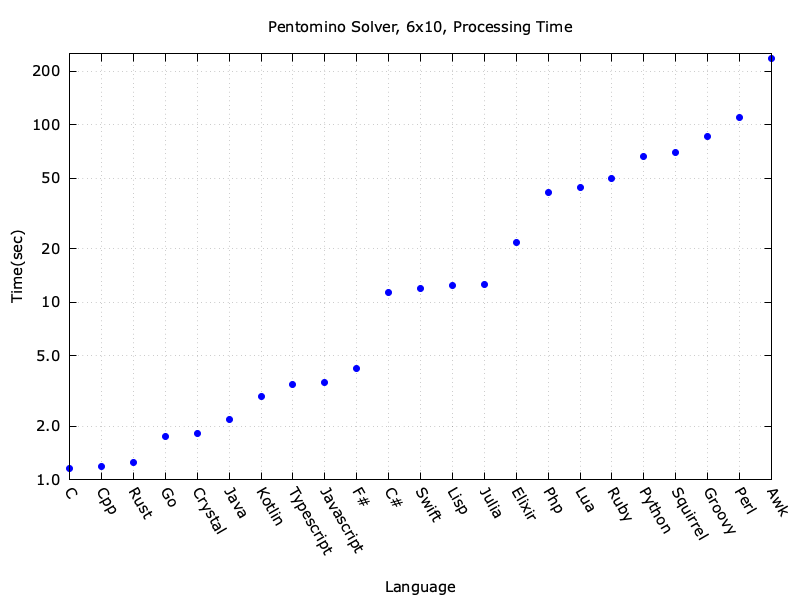 Pentomino Solver, 6x10, Processing Time
200
100
50
20
10
5.0
2.0
1.0
Time(sec)
C
Cpp
Rust
Go
Crystal
Java
Kotlin
Typescript
Javascript
F#
C#
Swift
Lisp
Julia
Elixir
Php
Lua
Ruby
Python
Squirrel
Groovy
Perl
Awk
Language